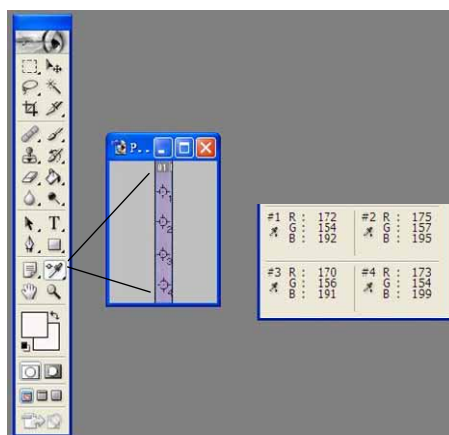 P..
#1
1
2
3
4
T
#1 R : 172
G : 154
B : 192
#2 R : 175
G : 157
B : 195
#3 R : 170
G : 156
B : 191
#4 R : 173
G : 154
B : 199